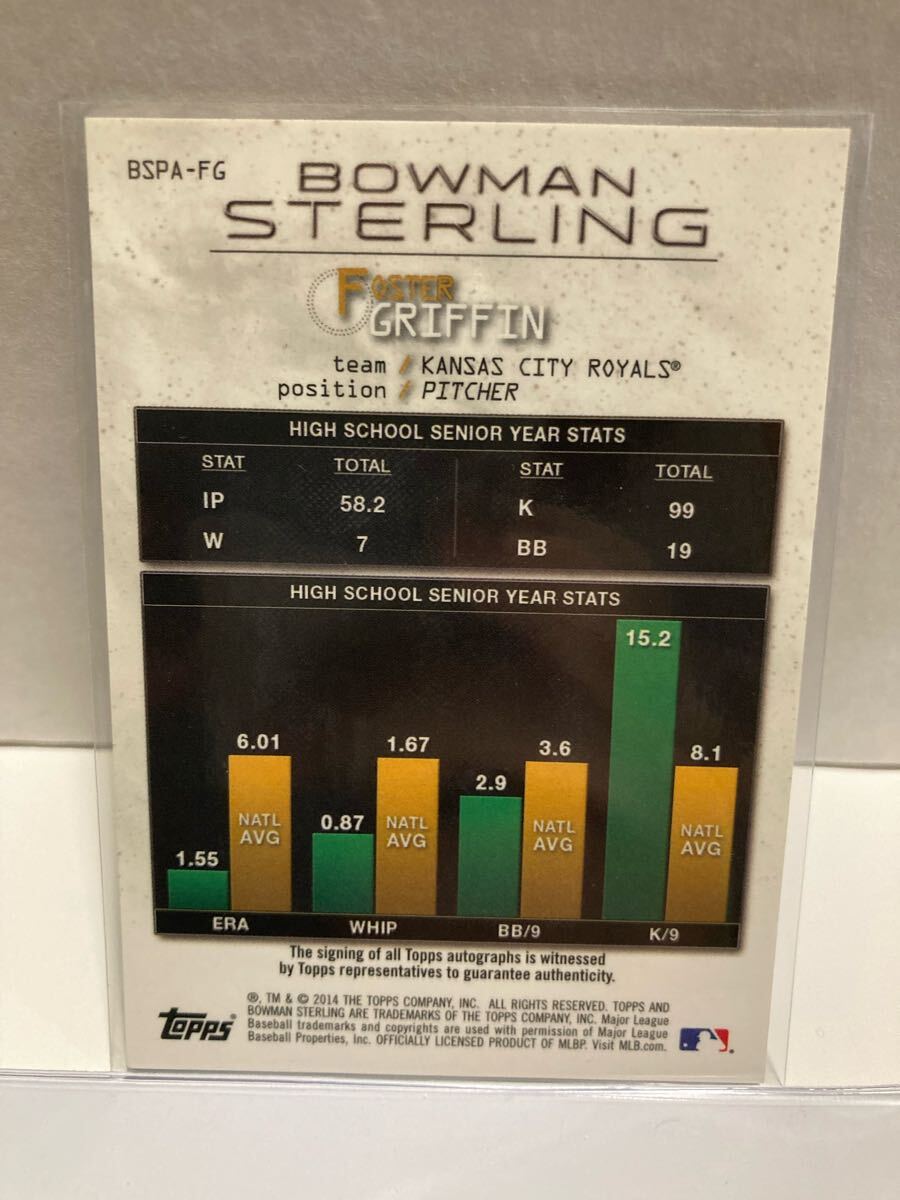 BSPA-FG
BOWMAN
STERLING
FOSTER
GRIFFIN
team / KANSAS CITY ROYALS®
position / PITCHER
HIGH SCHOOL SENIOR YEAR STATS
STAT TOTAL STAT TOTAL
IP 58.2 K 99
W 7 BB 19
HIGH SCHOOL SENIOR YEAR STATS
15.2
6.01 1.67 3.6 8.1
2.9
0.87
1.55
NATL AVG NATL AVG NATL AVG NATL AVG
ERA WHIP BB/9 K/9
The signing of all Topps autographs is witnessed
by Topps representatives to guarantee authenticity.
®, TM & © 2014 THE TOPPS COMPANY, INC. ALL RIGHTS RESERVED. TOPPS AND
BOWMAN STERLING ARE TRADEMARKS OF THE TOPPS COMPANY, INC. Major League
Baseball trademarks and copyrights are used with permission of Major League
Baseball Properties, Inc. OFFICIALLY LICENSED PRODUCT OF MLBP. Visit MLB.com.
TOPPS®